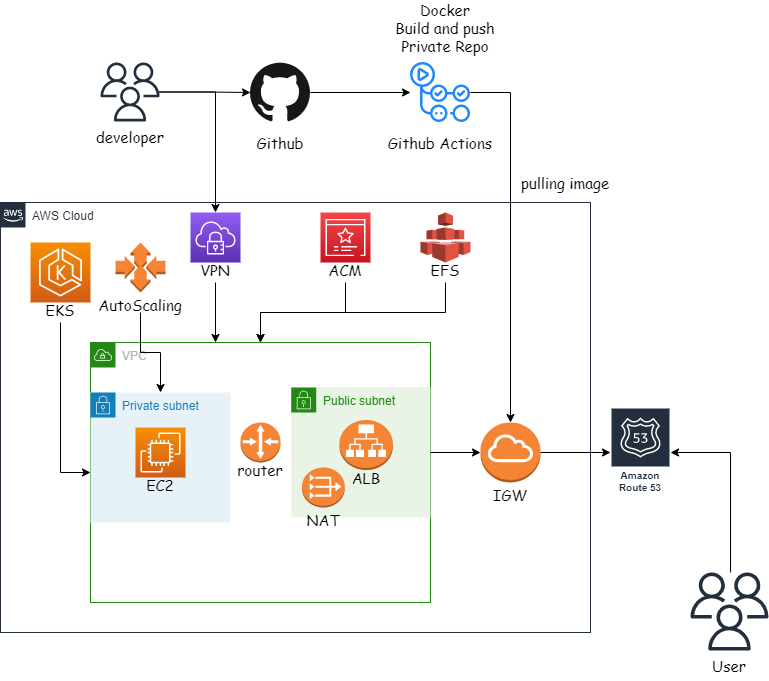 Docker
Build and push
Private Repo
developer
Github
Github Actions
pulling image
aws
AWS Cloud
EKS
AutoScaling
VPN
ACM
EFS
VPC
Private subnet
Public subnet
EC2
router
ALB
NAT
IGW
53
Amazon
Route 53
User